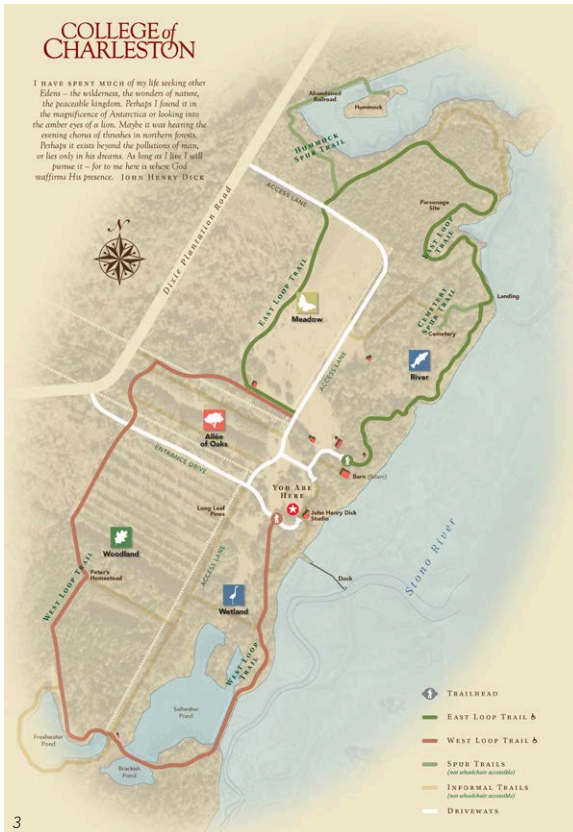 COLLEGE of
CHARLESTON
I HAVE SPENT MUCH of my life seeking other
Edens – the wilderness, the wonders of nature,
the peaceable kingdom. Perhaps I found it in
the magnificence of Antarctica or looking into
the amber eyes of a lion. Maybe it was hearing the
evening chorus of thrushes in northern forests.
Perhaps it exists beyond the pollutions of man,
or lies only in his dreams. As long as I live I will
pursue it – for to me here is where God
reaffirms His presence. JOHN HENRY DICK
N
Dixie Plantation Road
Abandoned
Railroad
Hummock
HUMMOCK
SPUR TRAIL
ACCESS LANE
Parsonage
Site
EAST LOOP
TRAIL
EAST LOOP TRAIL
Meadow
CEMETERY
SPUR TRAIL
Cemetery
Landing
River
ACCESS LANE
Allée
of Oaks
ENTRANCE DRIVE
Barn (future)
YOU ARE
HERE
Long Leaf
Pines
John Henry Dick
Studio
Woodland
Peter's
Homestead
WEST LOOP TRAIL
ACCESS LANE
Wetland
Dock
Stono River
WEST LOOP
TRAIL
Saltwater
Pond
Freshwater
Pond
Brackish
Pond
TRAILHEAD
EAST LOOP TRAIL
WEST LOOP TRAIL
SPUR TRAILS
(not wheelchair accessible)
INFORMAL TRAILS
(not wheelchair accessible)
DRIVEWAYS
3